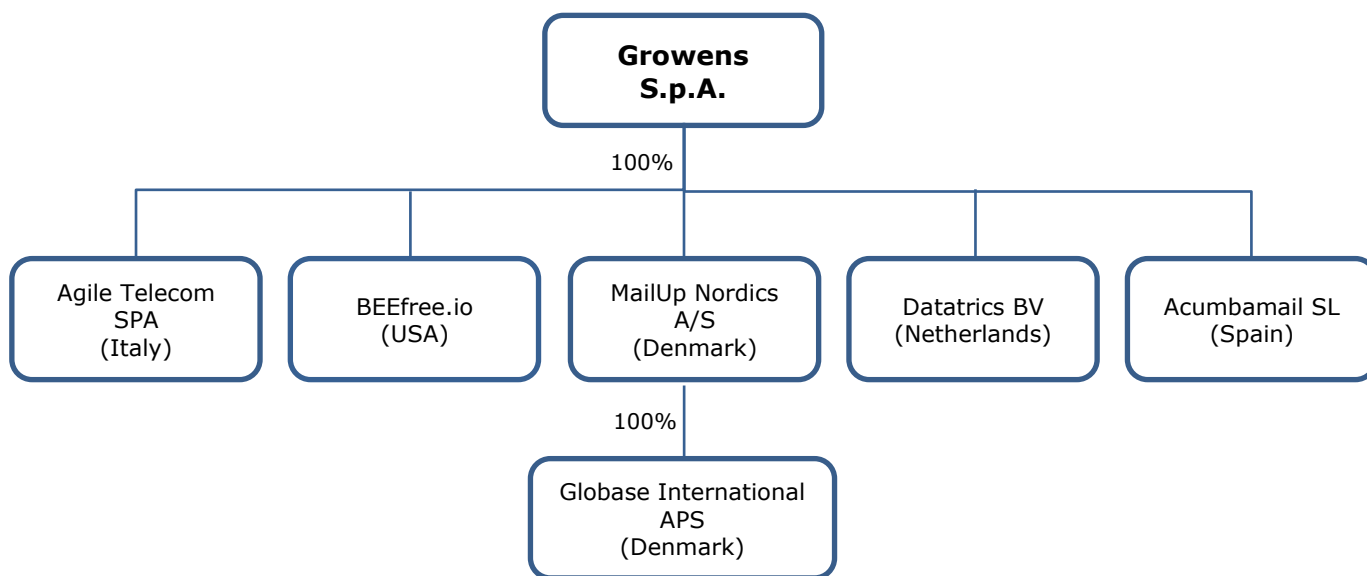 Growens
S.p.A.
100%
Agile Telecom
SPA
(Italy)
BEEfree.io
(USA)
MailUp Nordics
A/S
(Denmark)
Datatrics BV
(Netherlands)
Acumbamail SL
(Spain)
100%
Globase International
APS
(Denmark)